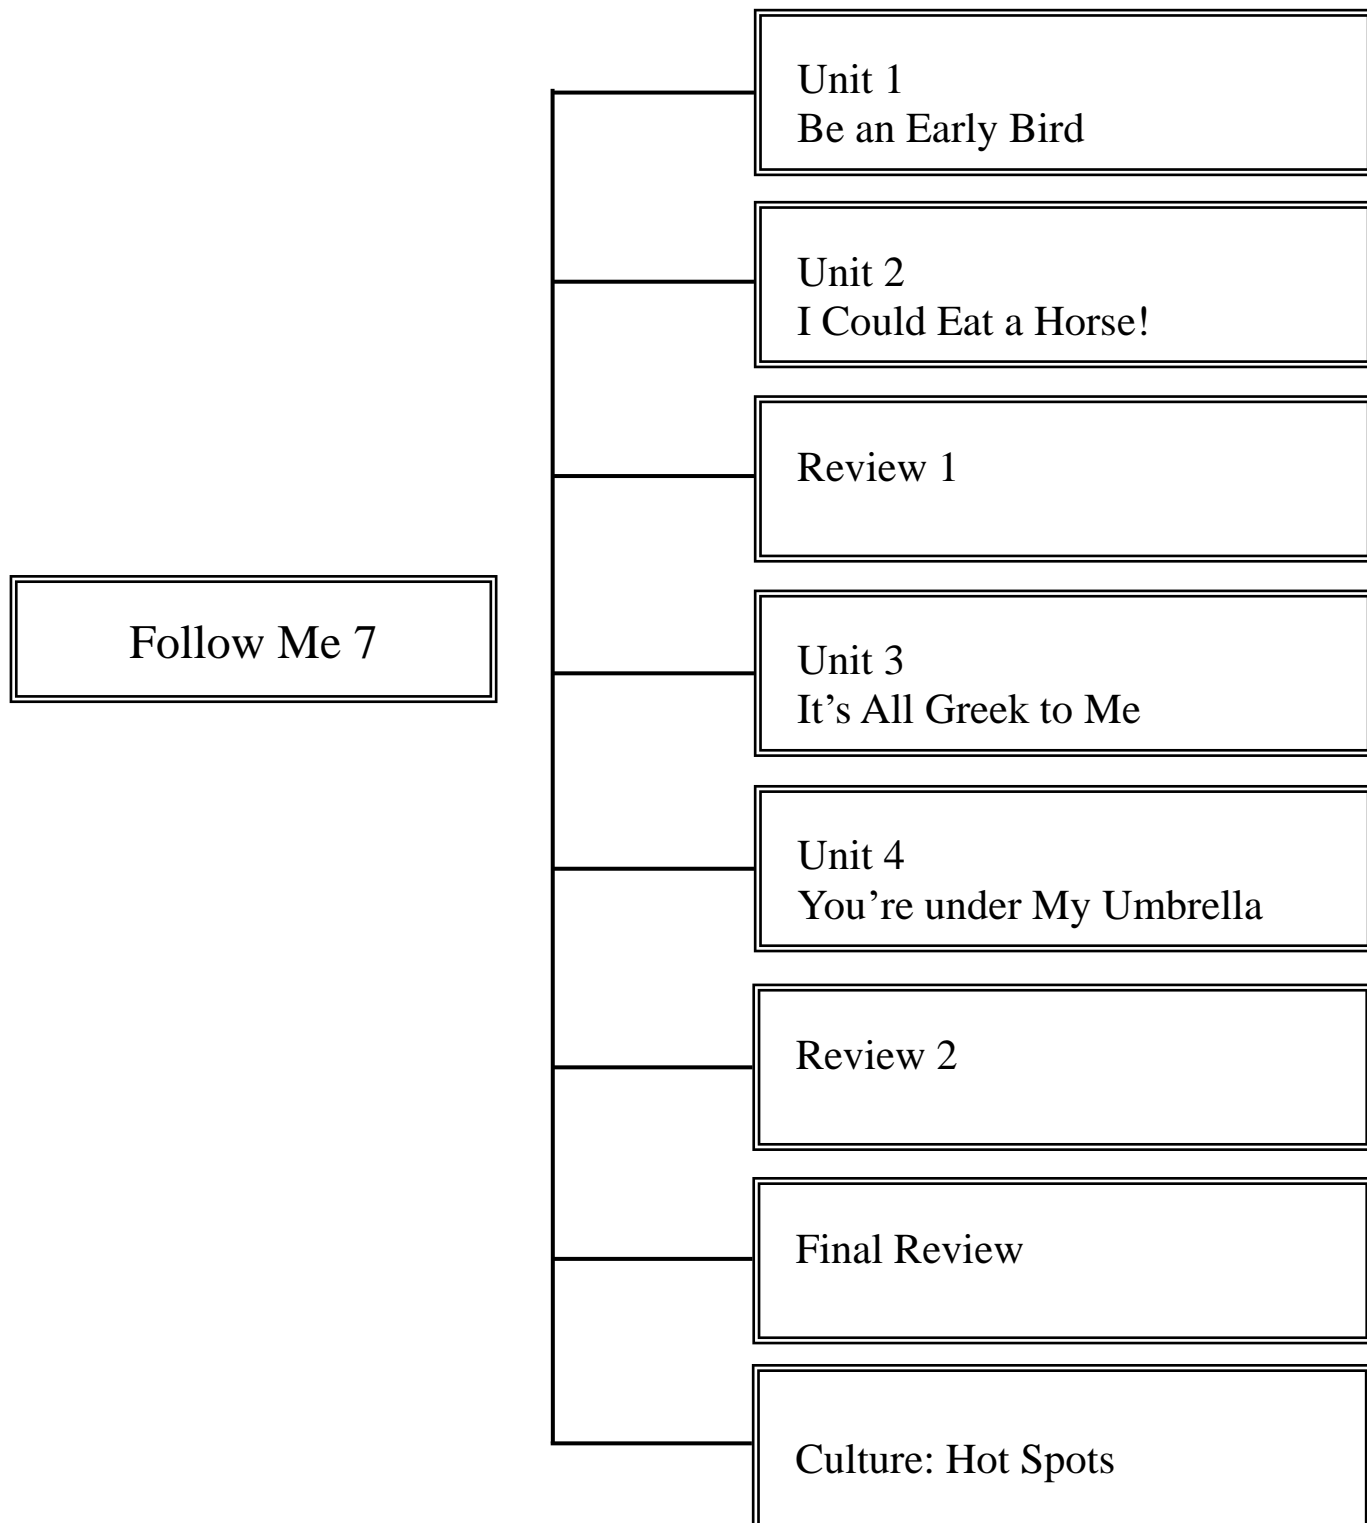 Follow Me 7
Unit 1
Be an Early Bird
Unit 2
I Could Eat a Horse!
Review 1
Unit 3
It’s All Greek to Me
Unit 4
You’re under My Umbrella
Review 2
Final Review
Culture: Hot Spots